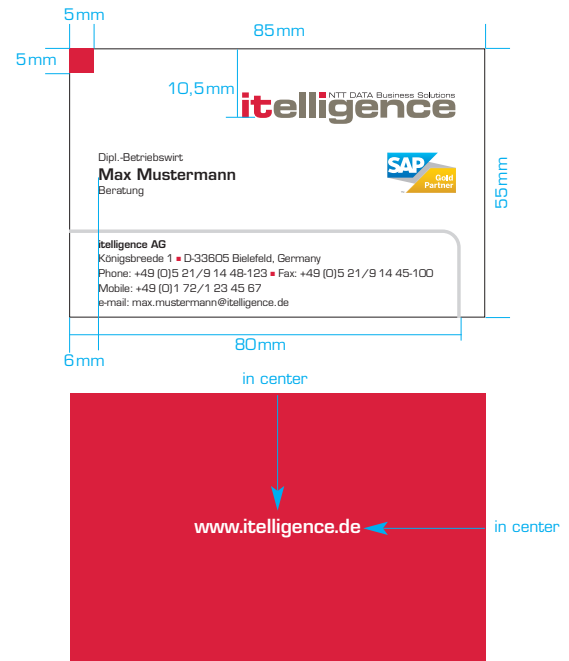 5mm
85mm
5mm
10,5mm
NTT DATA Business Solutions
itelligence
Dipl.-Betriebswirt
Max Mustermann
Beratung
SAP
Gold
Partner
55mm
itelligence AG
Königsbreede 1 ▪ D-33605 Bielefeld, Germany
Phone: +49 (0)5 21/9 14 48-123 ▪ Fax: +49 (0)5 21/9 14 45-100
Mobile: +49 (0)1 72/1 23 45 67
e-mail: max.mustermann@itelligence.de
80mm
6mm
in center
www.itelligence.de
in center